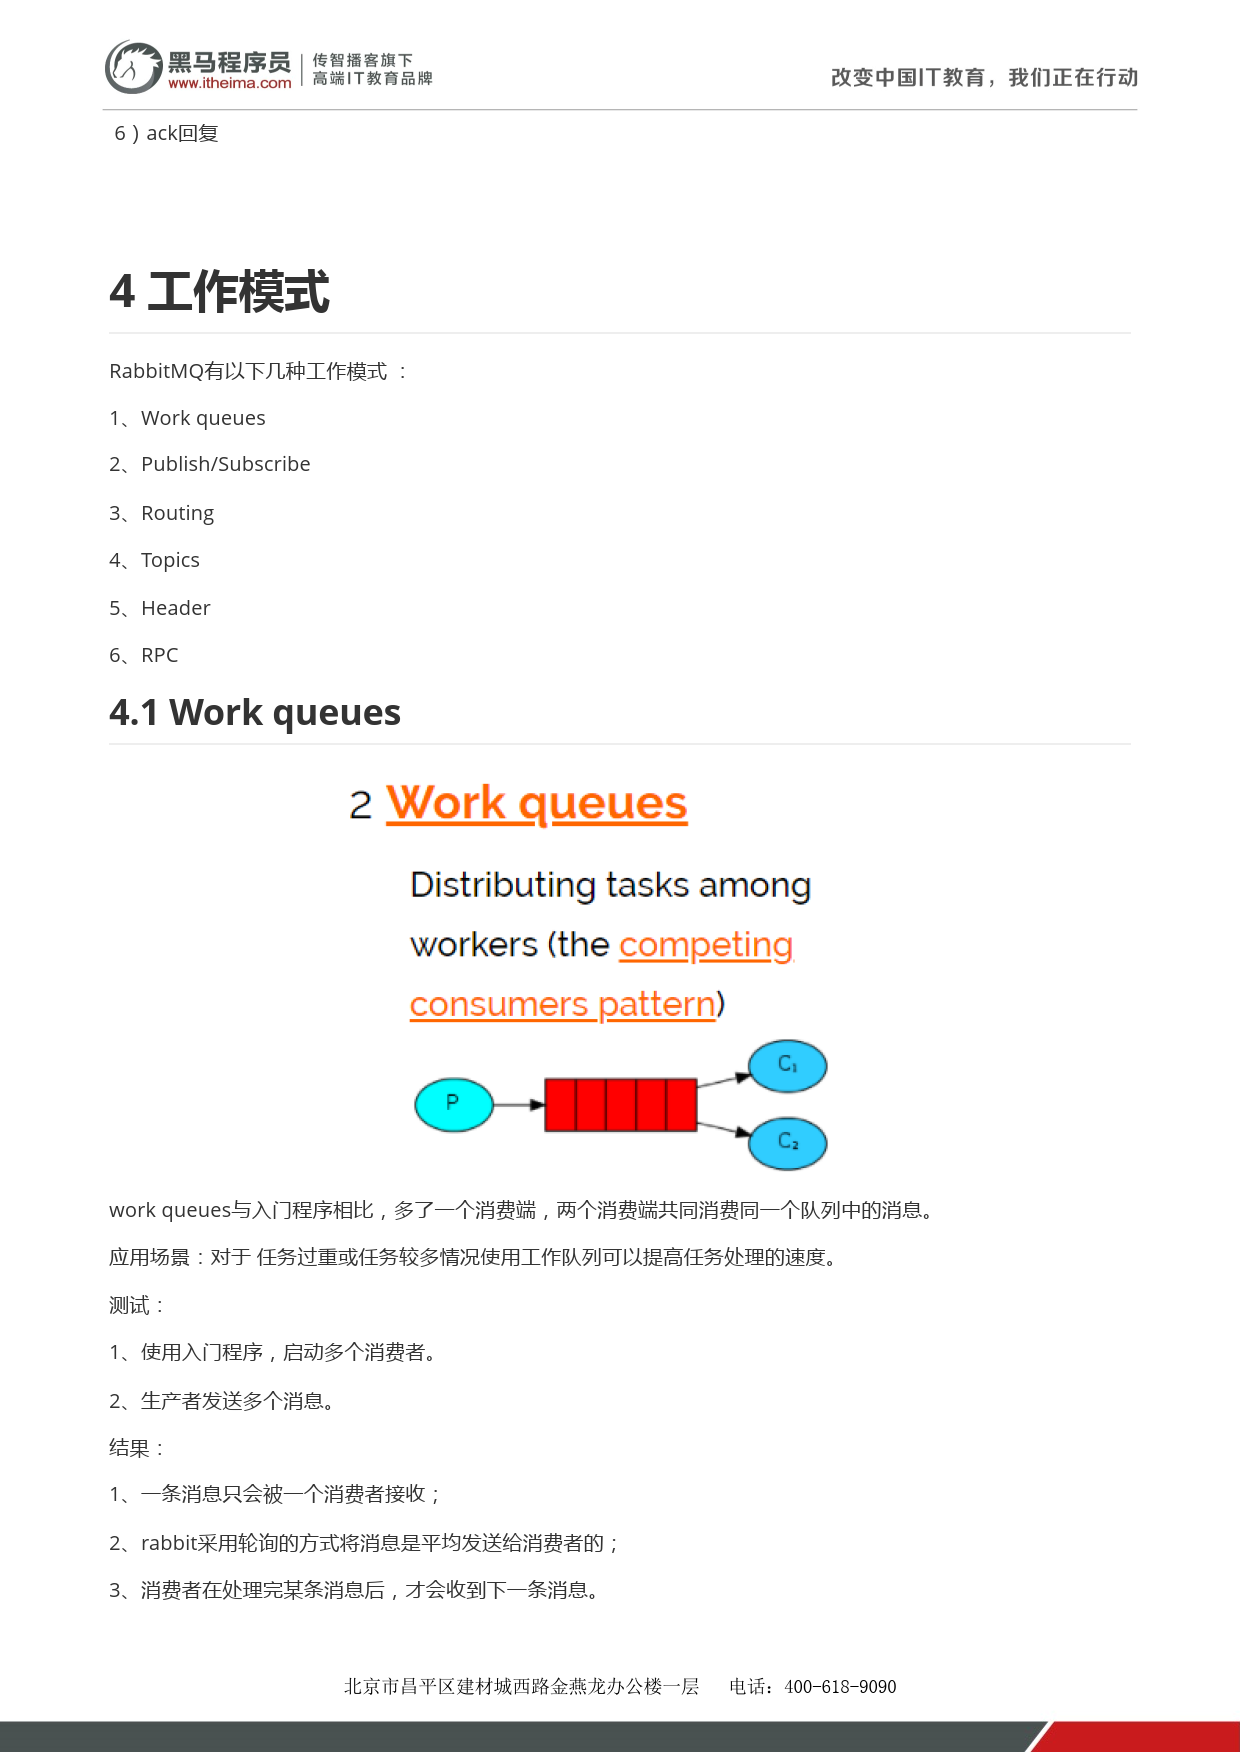 黑马程序员
www.itheima.com
传智播客旗下
高端IT教育品牌
改变中国IT教育，我们正在行动
6）ack回复
4 工作模式
RabbitMQ有以下几种工作模式 ：
1、Work queues
2、Publish/Subscribe
3、Routing
4、Topics
5、Header
6、RPC
4.1 Work queues
2 Work queues
Distributing tasks among
workers (the competing
consumers pattern)
P
C₁
C₂
work queues与入门程序相比，多了一个消费端，两个消费端共同消费同一个队列中的消息。
应用场景：对于 任务过重或任务较多情况使用工作队列可以提高任务处理的速度。
测试：
1、使用入门程序，启动多个消费者。
2、生产者发送多个消息。
结果：
1、一条消息只会被一个消费者接收；
2、rabbit采用轮询的方式将消息是平均发送给消费者的；
3、消费者在处理完某条消息后，才会收到下一条消息。
北京市昌平区建材城西路金燕龙办公楼一层 电话：400-618-9090